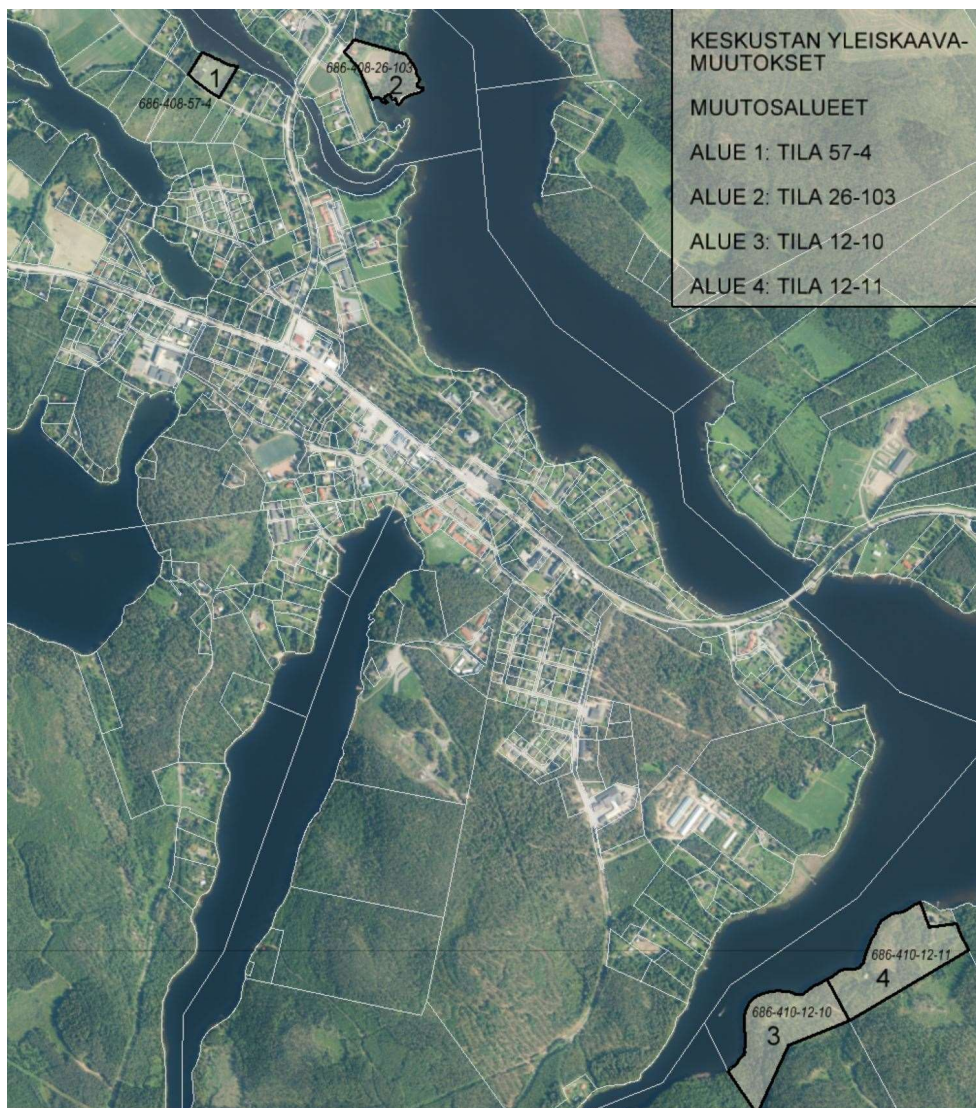 KESKUSTAN YLEISKAAVA-
MUUTOKSET
MUUTOSALUEET
ALUE 1: TILA 57-4
ALUE 2: TILA 26-103
ALUE 3: TILA 12-10
ALUE 4: TILA 12-11
1
686-408-57-4
686-408-26-103
2
686-410-12-11
4
686-410-12-10
3